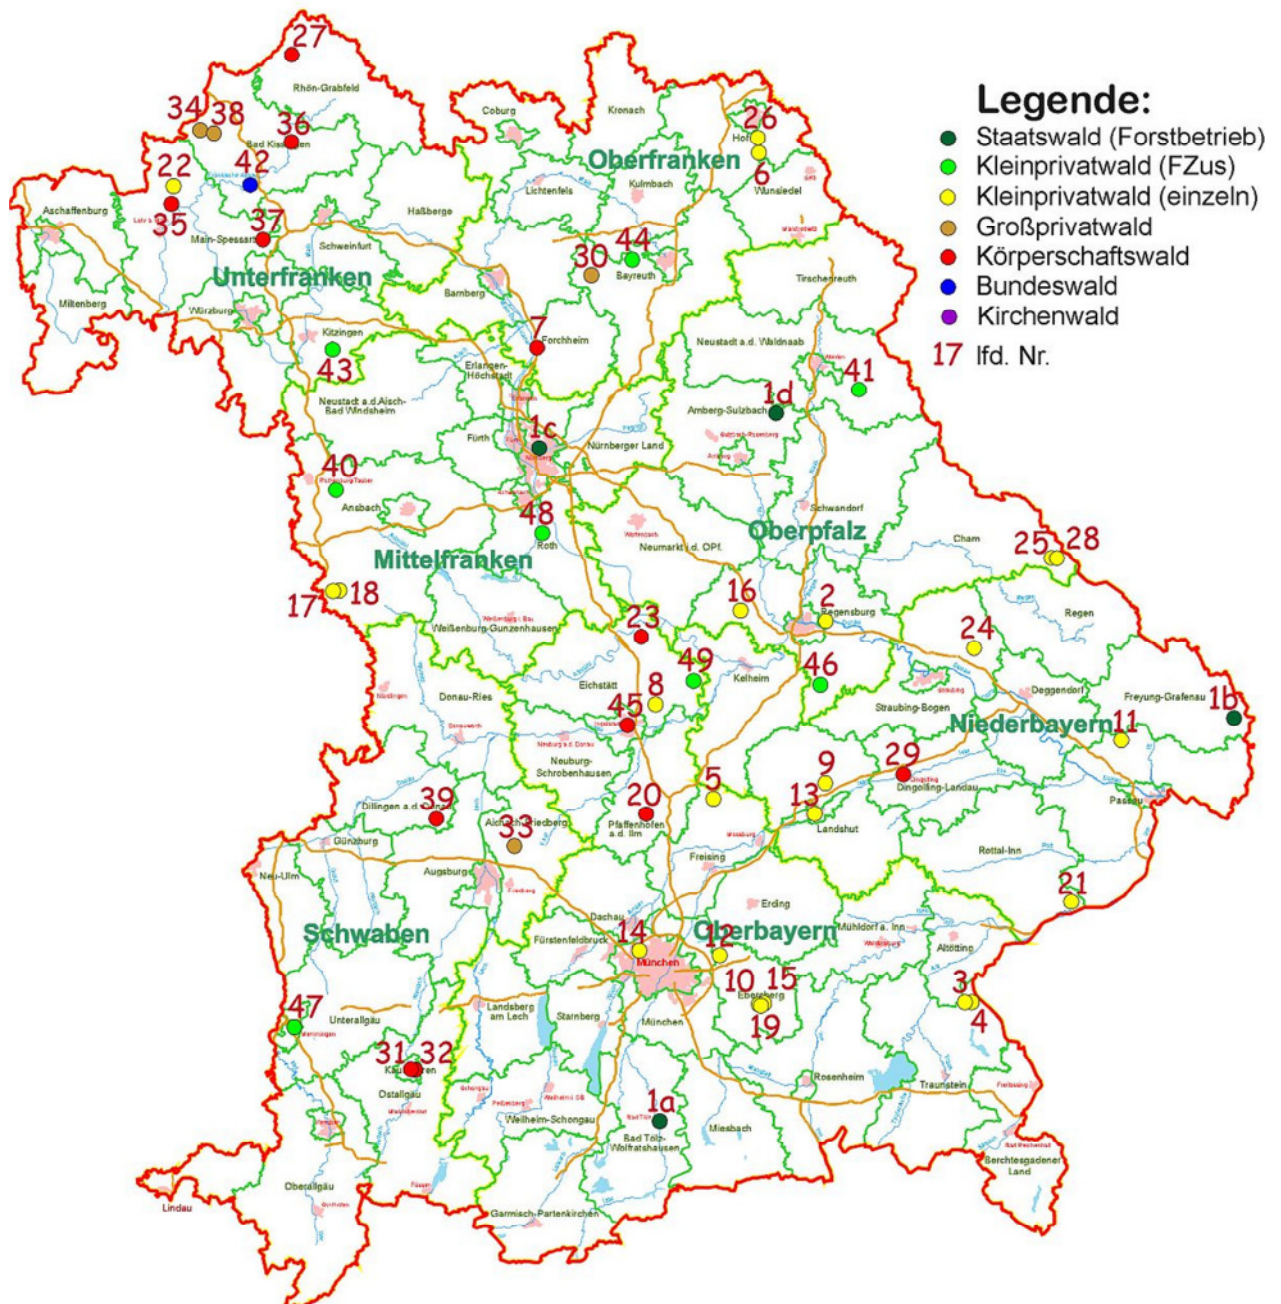 Legende:
Staatswald (Forstbetrieb)
Kleinprivatwald (FZus)
Kleinprivatwald (einzeln)
Großprivatwald
Körperschaftswald
Bundeswald
Kirchenwald
17 lfd. Nr.
27
Rhön-Grabfeld
34 38 36
Bad Kissingen
Coburg
Kronach
26
Hof
Oberfranken
6
22 42
Lichtenfels
Kulmbach
Wunsiedel
Aschaffenburg
Haßberge
35
Main-Spessart
37
Schweinfurt
44
30
Bayreuth
Unterfranken
Tirschenreuth
Miltenberg
Würzburg
Bamberg
7
Forchheim
Kitzingen
43
Neustadt a.d. Waldnaab
Erlangen-
Höchstadt
41
Neustadt a.d.Aisch-
Bad Windsheim
1d
Amberg-Sulzbach
Fürth
1c
Nürnberger Land
40
Ansbach
Schwandorf
48
Roth
Oberpfalz
Neumarkt i.d. OPf.
Cham
25 28
Mittelfranken
17 18
16
2
Regensburg
Regen
Weißenburg-Gunzenhausen
23
24
49
Kelheim
Eichstätt
8
46
Donau-Ries
Deggendorf
Freyung-Grafenau
1b
45
Straubing-Bogen
Niederbayern
11
Neuburg-
Schrobenhausen
29
9
Dingolfing-Landau
Passau
5
13
Landshut
Dillingen a.d. Donau
39
Aichach-Friedberg
33
20
Pfaffenhofen
a.d. Ilm
Günzburg
Rottal-Inn
Freising
Neu-Ulm
Augsburg
21
Erding
Dachau
Schwaben
Fürstenfeldbruck
14
Oberbayern
12
Mühldorf a. Inn
Altötting
München
10 15
Ebersberg
19
3
4
47
Unterallgäu
Landsberg
am Lech
Starnberg
München
31 32
Kaufbeuren
Ostallgäu
Rosenheim
Traunstein
1a
Weilheim-Schongau
Bad Tölz-
Wolfratshausen
Miesbach
Berchtesgadener
Land
Oberallgäu
Lindau
Garmisch-Partenkirchen